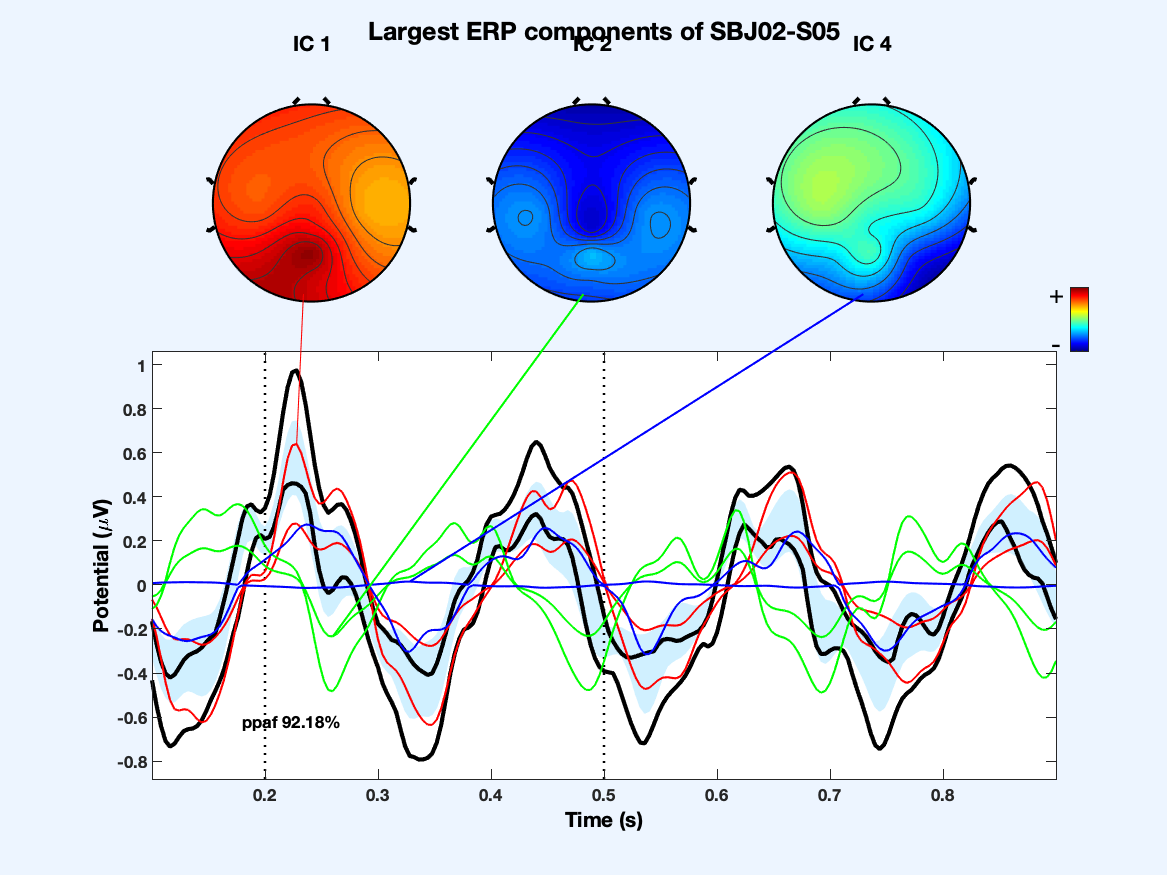 Largest ERP components of SBJ02-S05
IC 1
IC 2
IC 4
+
-
1
0.8
0.6
0.4
0.2
0
-0.2
-0.4
-0.6
-0.8
Potential (μV)
ppaf 92.18%
0.2
0.3
0.4
0.5
0.6
0.7
0.8
Time (s)